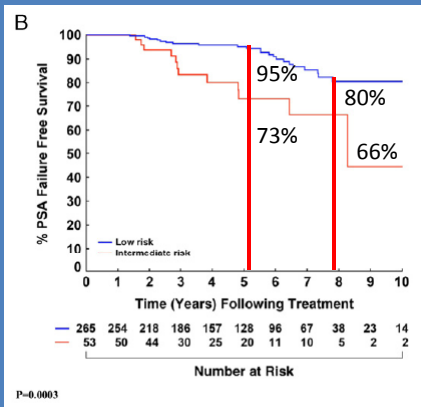 B
% PSA Failure Free Survival
100
90
80
70
60
50
40
30
20
10
0
95%
80%
73%
66%
Low risk
Intermediate risk
0 1 2 3 4 5 6 7 8 9 10
Time (Years) Following Treatment
265 254 218 186 157 128 96 67 38 23 14
53 50 44 30 25 20 11 10 5 2 2
Number at Risk
P=0.0003